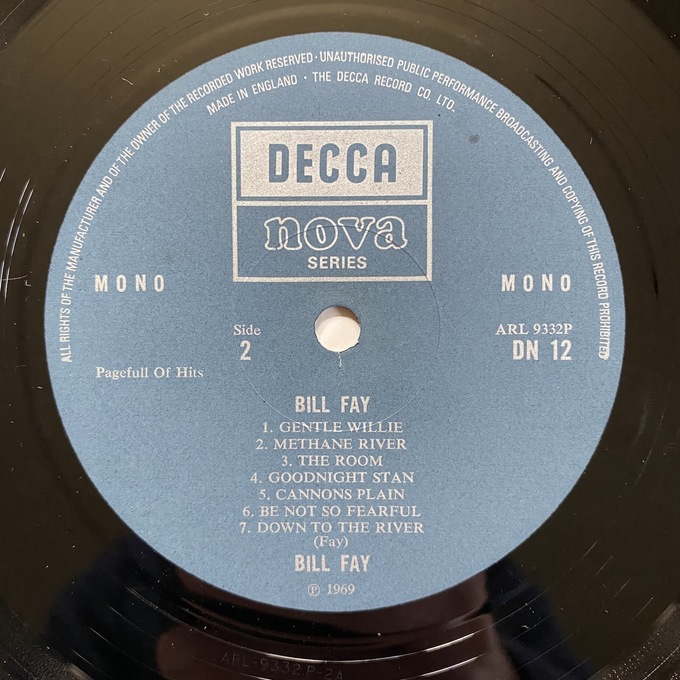 ALL RIGHTS OF THE MANUFACTURER AND OF THE OWNER OF THE RECORDED WORK RESERVED · UNAUTHORISED PUBLIC PERFORMANCE BROADCASTING AND COPYING OF THIS RECORD PROHIBITED
MADE IN ENGLAND · THE DECCA RECORD CO. LTD.
DECCA
nova
SERIES
MONO MONO
Side ARL 9332P
2 DN 12
Pagefull Of Hits
BILL FAY
1. GENTLE WILLIE
2. METHANE RIVER
3. THE ROOM
4. GOODNIGHT STAN
5. CANNONS PLAIN
6. BE NOT SO FEARFUL
7. DOWN TO THE RIVER
(Fay)
BILL FAY
℗ 1969
ARL-9332P-2A